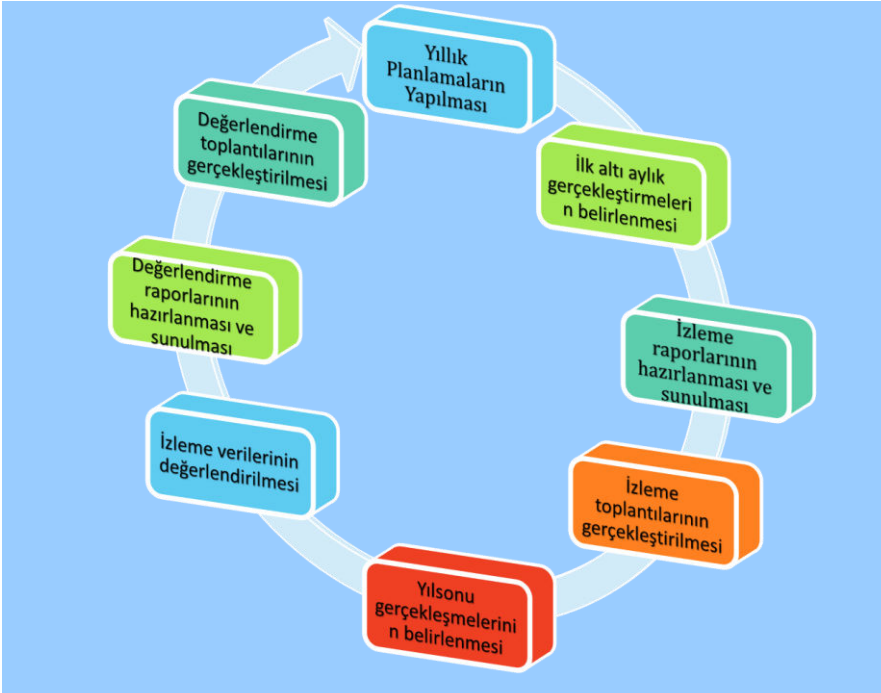 Yıllık
Planlamaların
Yapılması
İlk altı aylık
gerçekleştirmeleri
n belirlenmesi
İzleme
raporlarının
hazırlanması ve
sunulması
İzleme
toplantılarının
gerçekleştirilmesi
Yılsonu
gerçekleşmelerini
n belirlenmesi
İzleme verilerinin
değerlendirilmesi
Değerlendirme
raporlarının
hazırlanması ve
sunulması
Değerlendirme
toplantılarının
gerçekleştirilmesi